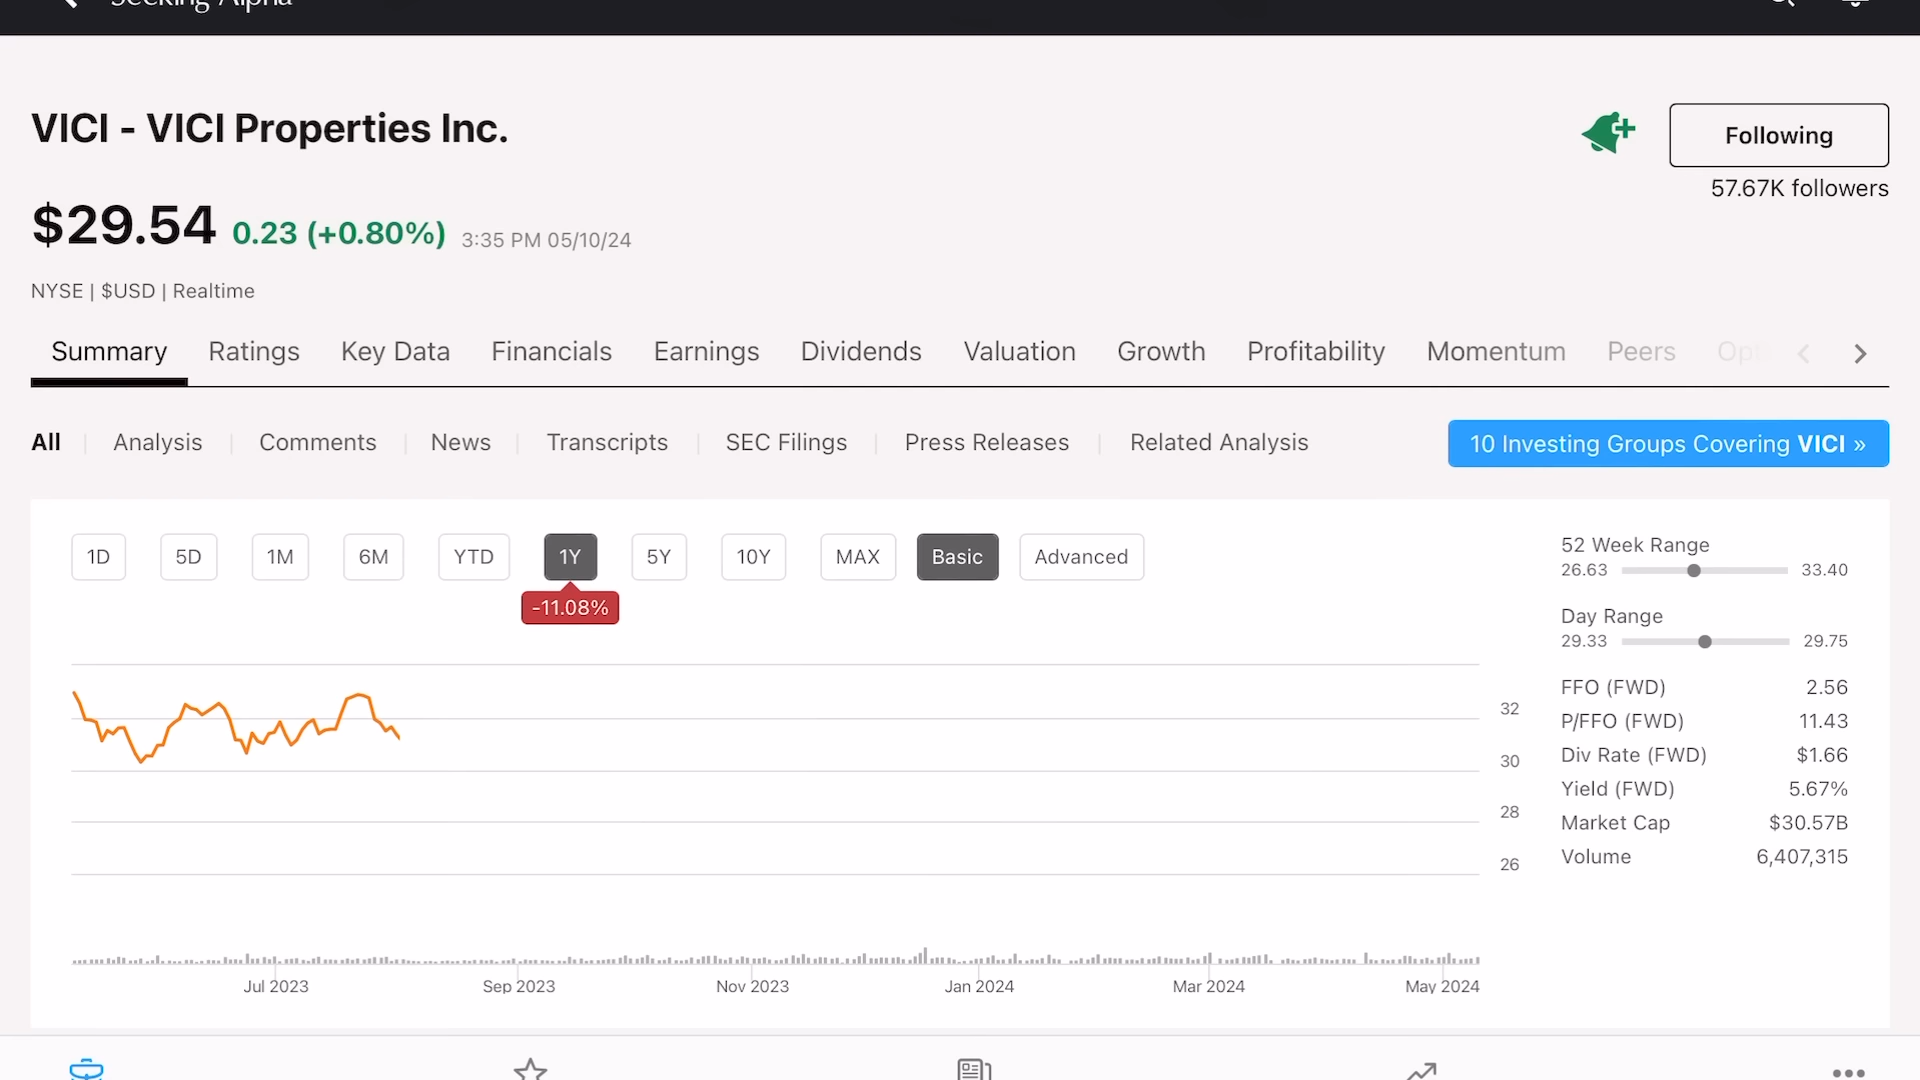 Seeking Alpha
VICI - VICI Properties Inc.
Following
57.67K followers
$29.54 0.23 (+0.80%) 3:35 PM 05/10/24
NYSE | $USD | Realtime
Summary Ratings Key Data Financials Earnings Dividends Valuation Growth Profitability Momentum Peers
All Analysis Comments News Transcripts SEC Filings Press Releases Related Analysis 10 Investing Groups Covering VICI »
1D 5D 1M 6M YTD 1Y 5Y 10Y MAX Basic Advanced
-11.08%
52 Week Range
26.63 33.40
Day Range
29.33 29.75
FFO (FWD) 2.56
P/FFO (FWD) 11.43
Div Rate (FWD) $1.66
Yield (FWD) 5.67%
Market Cap $30.57B
Volume 6,407,315
32
30
28
26
Jul 2023 Sep 2023 Nov 2023 Jan 2024 Mar 2024 May 2024